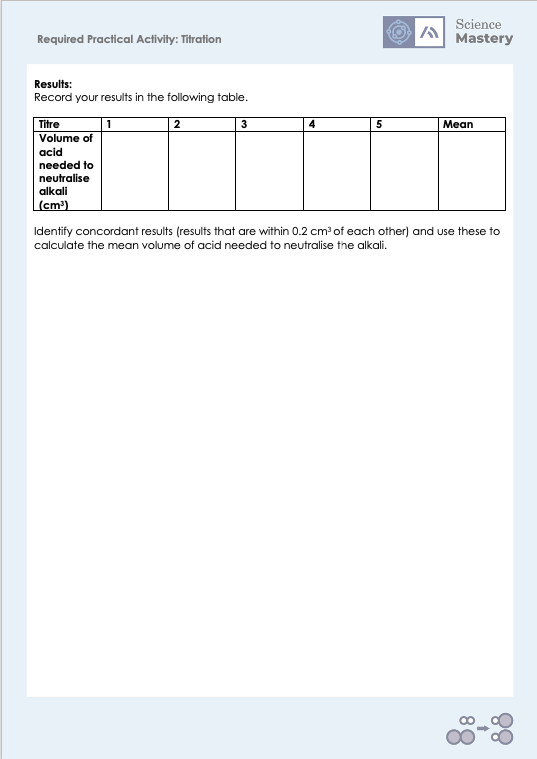 Required Practical Activity: Titration
Science
Mastery
Results:
Record your results in the following table.
Titre 1 2 3 4 5 Mean
Volume of
acid
needed to
neutralise
alkali
(cm³)
Identify concordant results (results that are within 0.2 cm³ of each other) and use these to
calculate the mean volume of acid needed to neutralise the alkali.